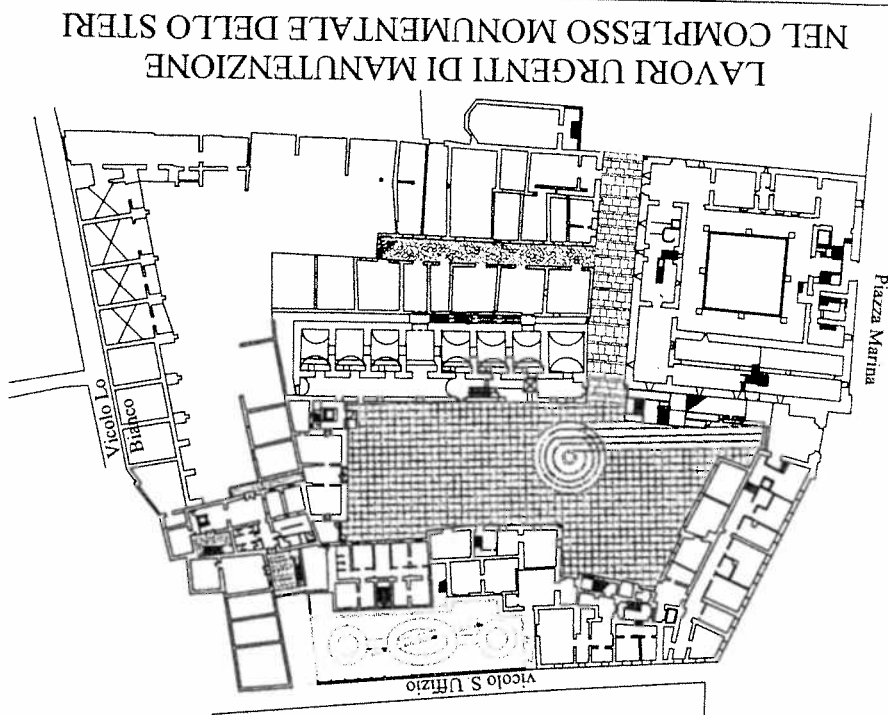 LAVORI URGENTI DI MANUTENZIONE
NEL COMPLESSO MONUMENTALE DELLO STERI
Piazza Marina
Vicolo Lo
Bianco
vicolo S. Uffizio